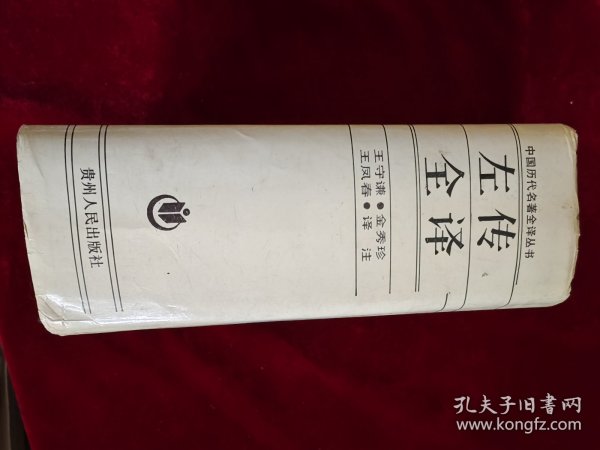 中国历代名著全译丛书
左传
全译
王守谦·金秀珍
王凤春·译注
贵州人民出版社
孔夫子旧书网
www.kongfz.com